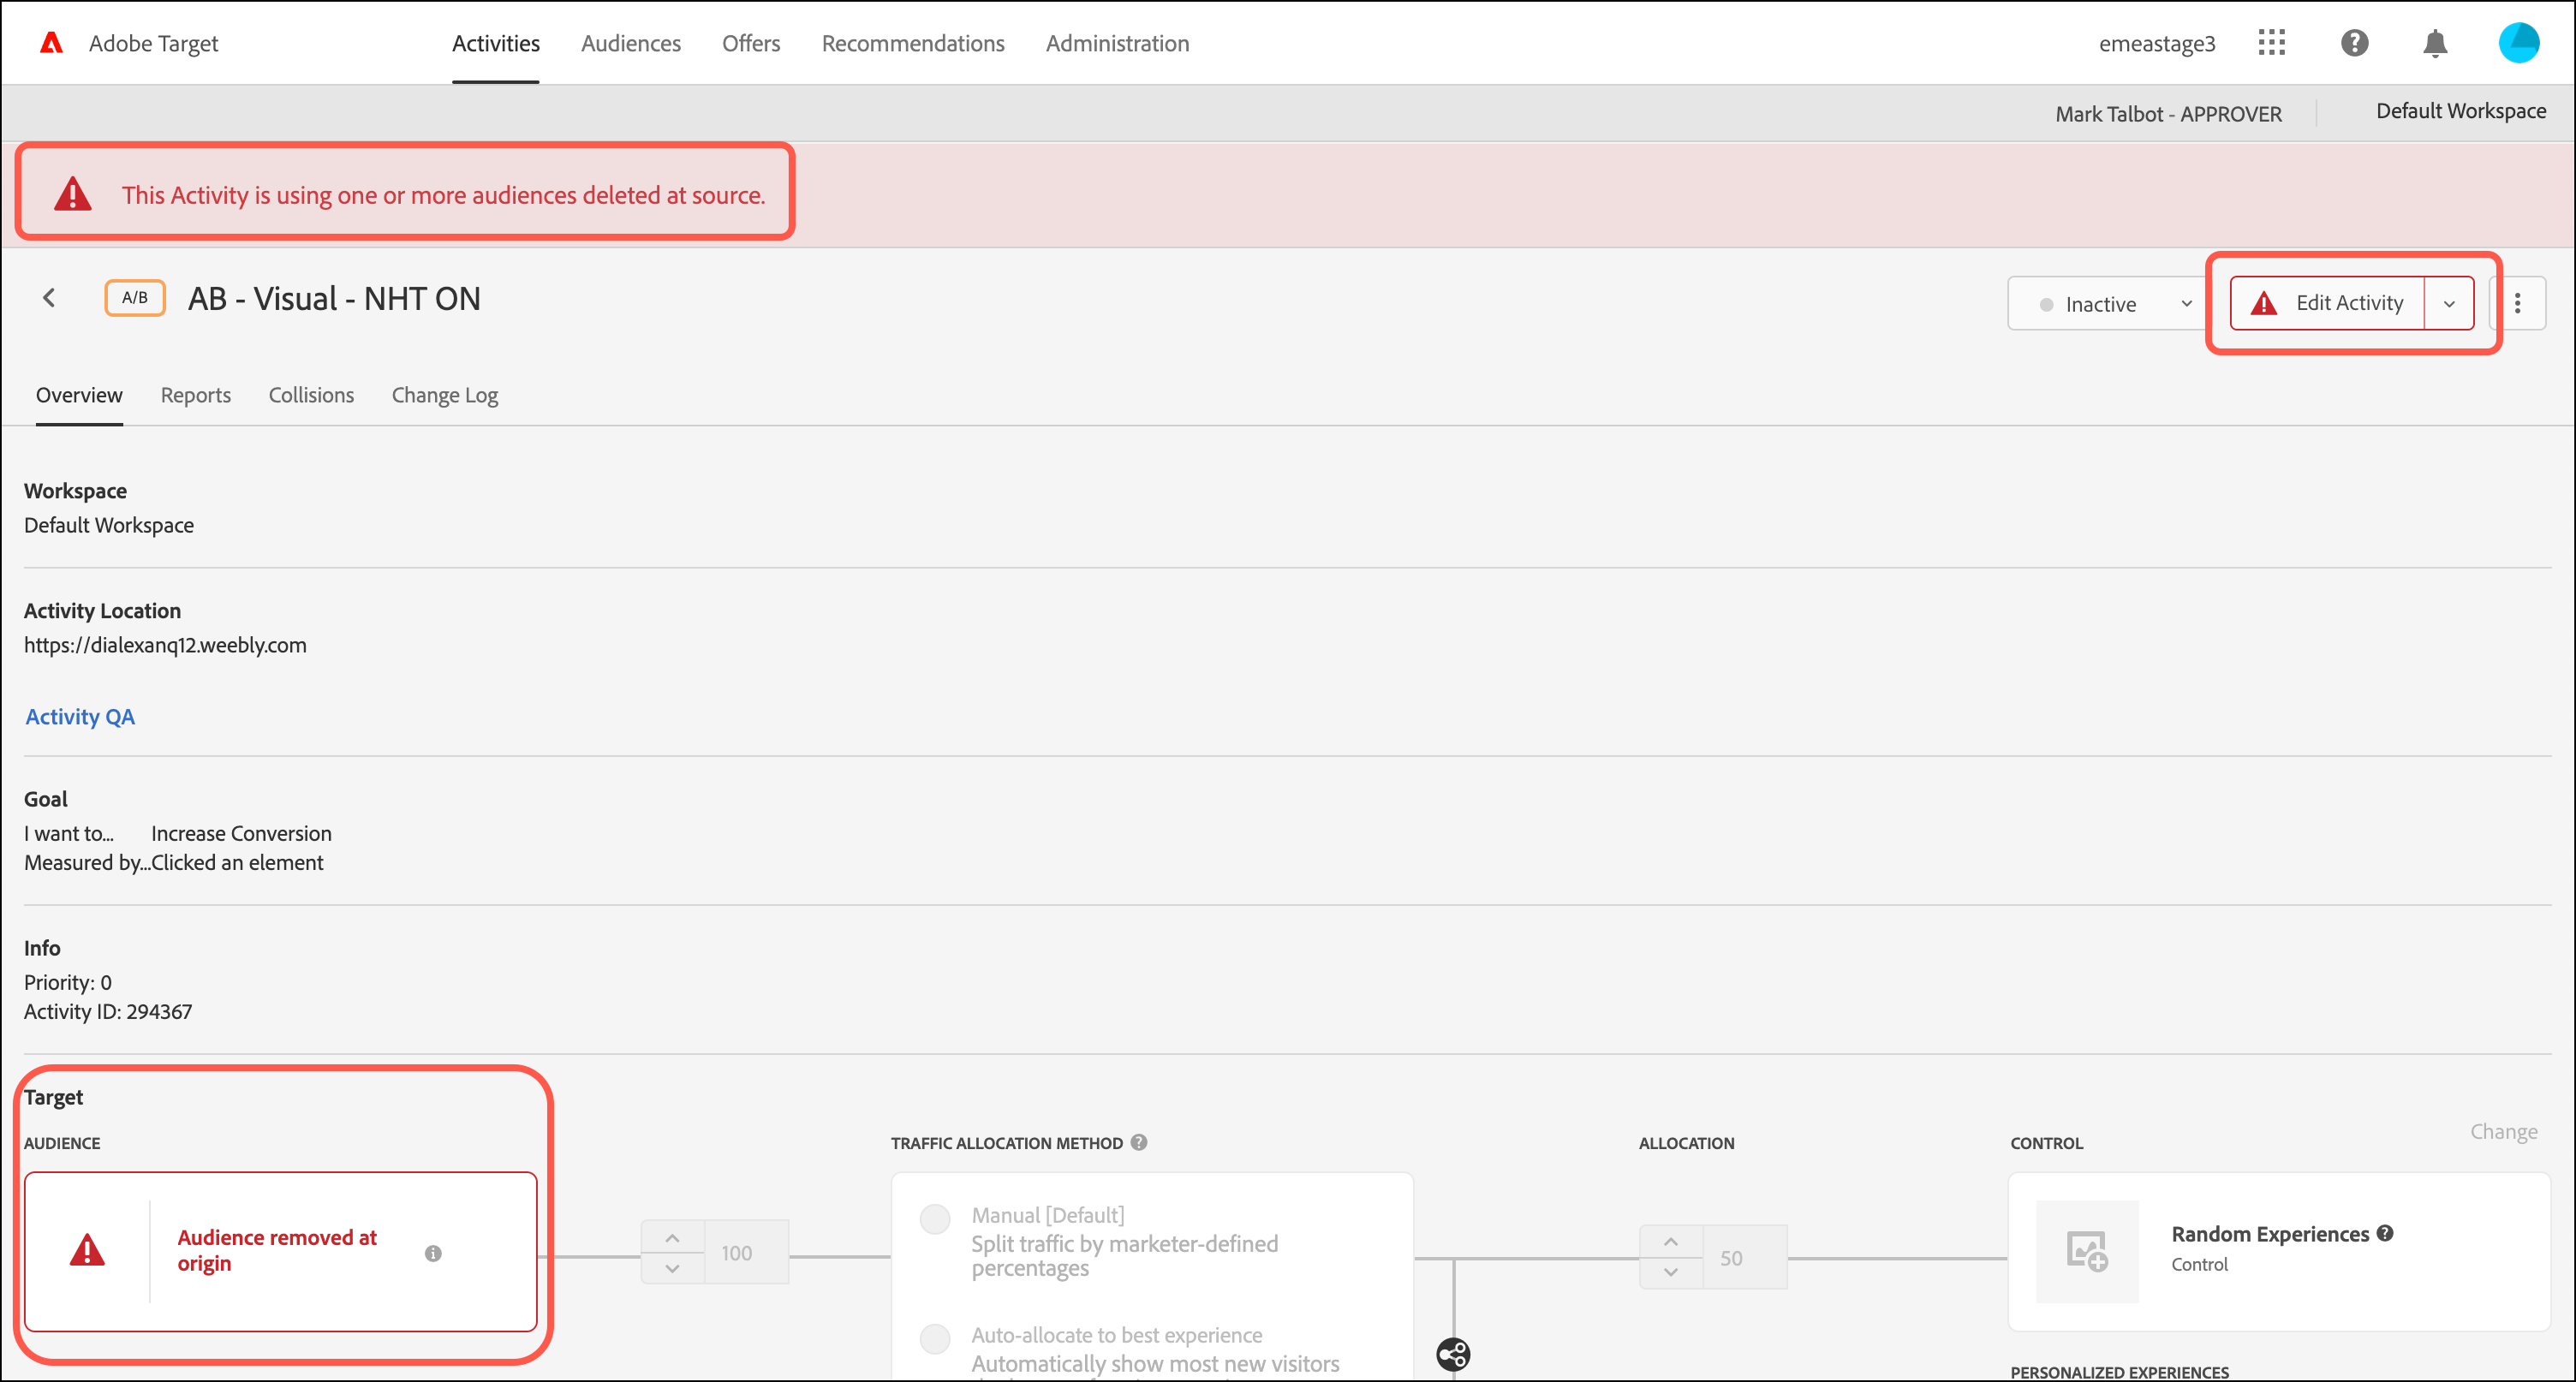 Adobe Target
Activities
Audiences
Offers
Recommendations
Administration
emeastage3
Mark Talbot - APPROVER
Default Workspace
This Activity is using one or more audiences deleted at source.
A/B
AB - Visual - NHT ON
Inactive
Edit Activity
Overview
Reports
Collisions
Change Log
Workspace
Default Workspace
Activity Location
https://dialexanq12.weebly.com
Activity QA
Goal
I want to... Increase Conversion
Measured by...Clicked an element
Info
Priority: 0
Activity ID: 294367
Target
AUDIENCE
Audience removed at
origin
100
TRAFFIC ALLOCATION METHOD
Manual [Default]
Split traffic by marketer-defined
percentages
Auto-allocate to best experience
Automatically show most new visitors
ALLOCATION
50
CONTROL
Change
Random Experiences
Control
PERSONALIZED EXPERIENCES